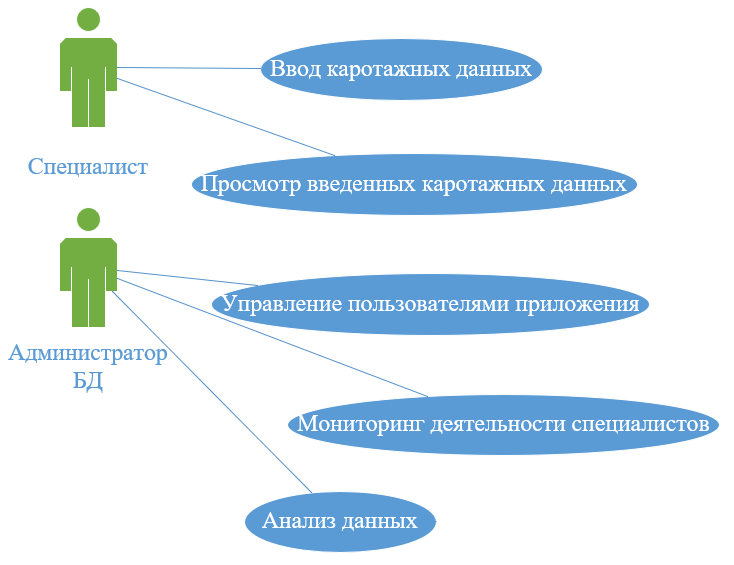 Ввод каротажных данных
Специалист
Просмотр введенных каротажных данных
Управление пользователями приложения
Администратор
БД
Мониторинг деятельности специалистов
Анализ данных